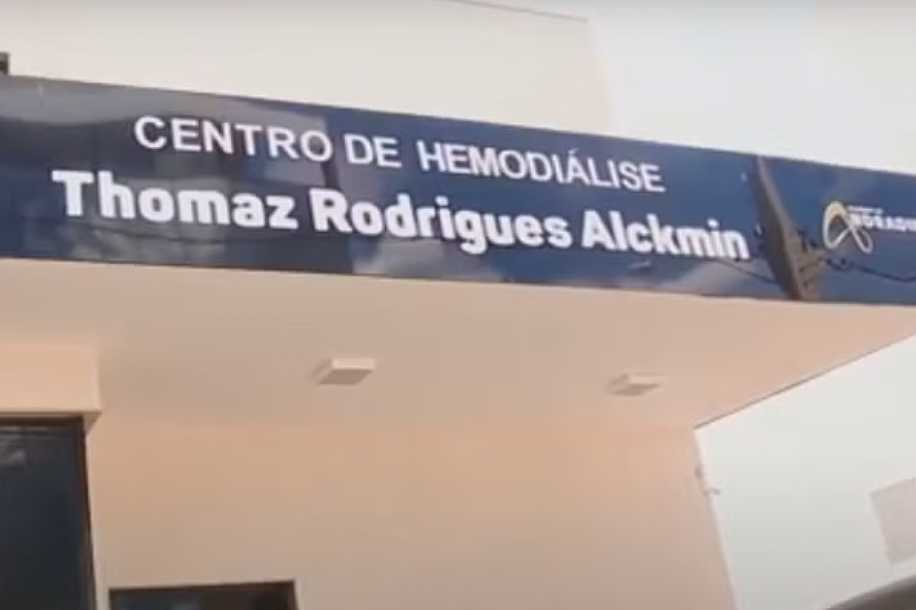 CENTRO DE HEMODIÁLISE
Thomaz Rodrigues Alckmin